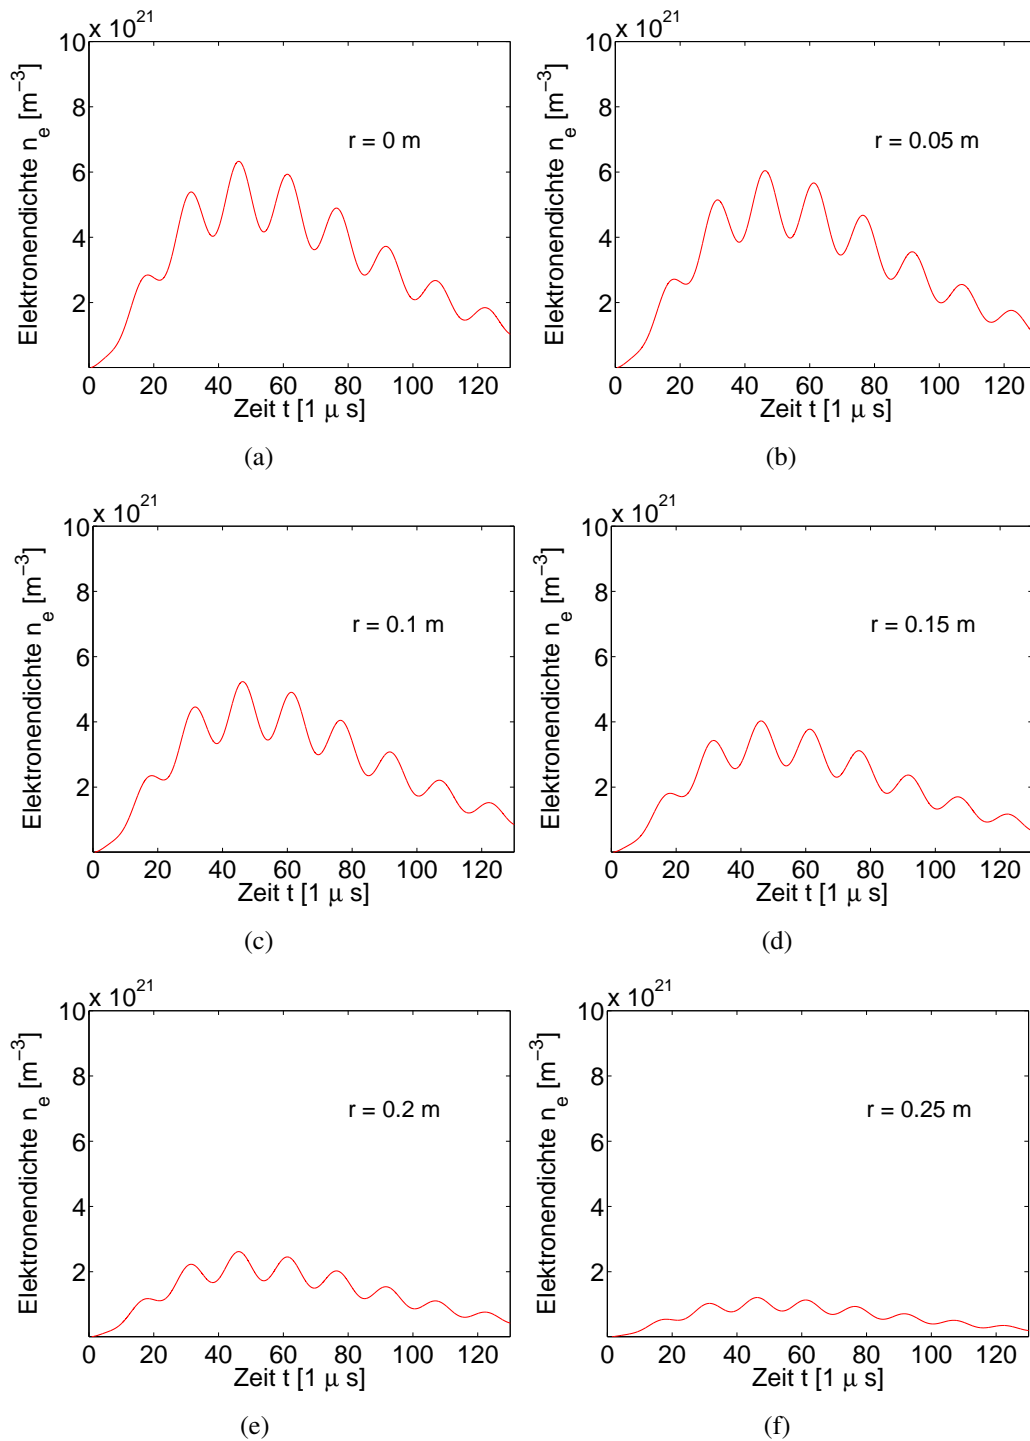 x 10^21
10
8
6
4
2
Elektronendichte n_e [m^−3]
r = 0 m
0 20 40 60 80 100 120
Zeit t [1 μ s]
(a)
x 10^21
10
8
6
4
2
Elektronendichte n_e [m^−3]
r = 0.05 m
0 20 40 60 80 100 120
Zeit t [1 μ s]
(b)
x 10^21
10
8
6
4
2
Elektronendichte n_e [m^−3]
r = 0.1 m
0 20 40 60 80 100 120
Zeit t [1 μ s]
(c)
x 10^21
10
8
6
4
2
Elektronendichte n_e [m^−3]
r = 0.15 m
0 20 40 60 80 100 120
Zeit t [1 μ s]
(d)
x 10^21
10
8
6
4
2
Elektronendichte n_e [m^−3]
r = 0.2 m
0 20 40 60 80 100 120
Zeit t [1 μ s]
(e)
x 10^21
10
8
6
4
2
Elektronendichte n_e [m^−3]
r = 0.25 m
0 20 40 60 80 100 120
Zeit t [1 μ s]
(f)